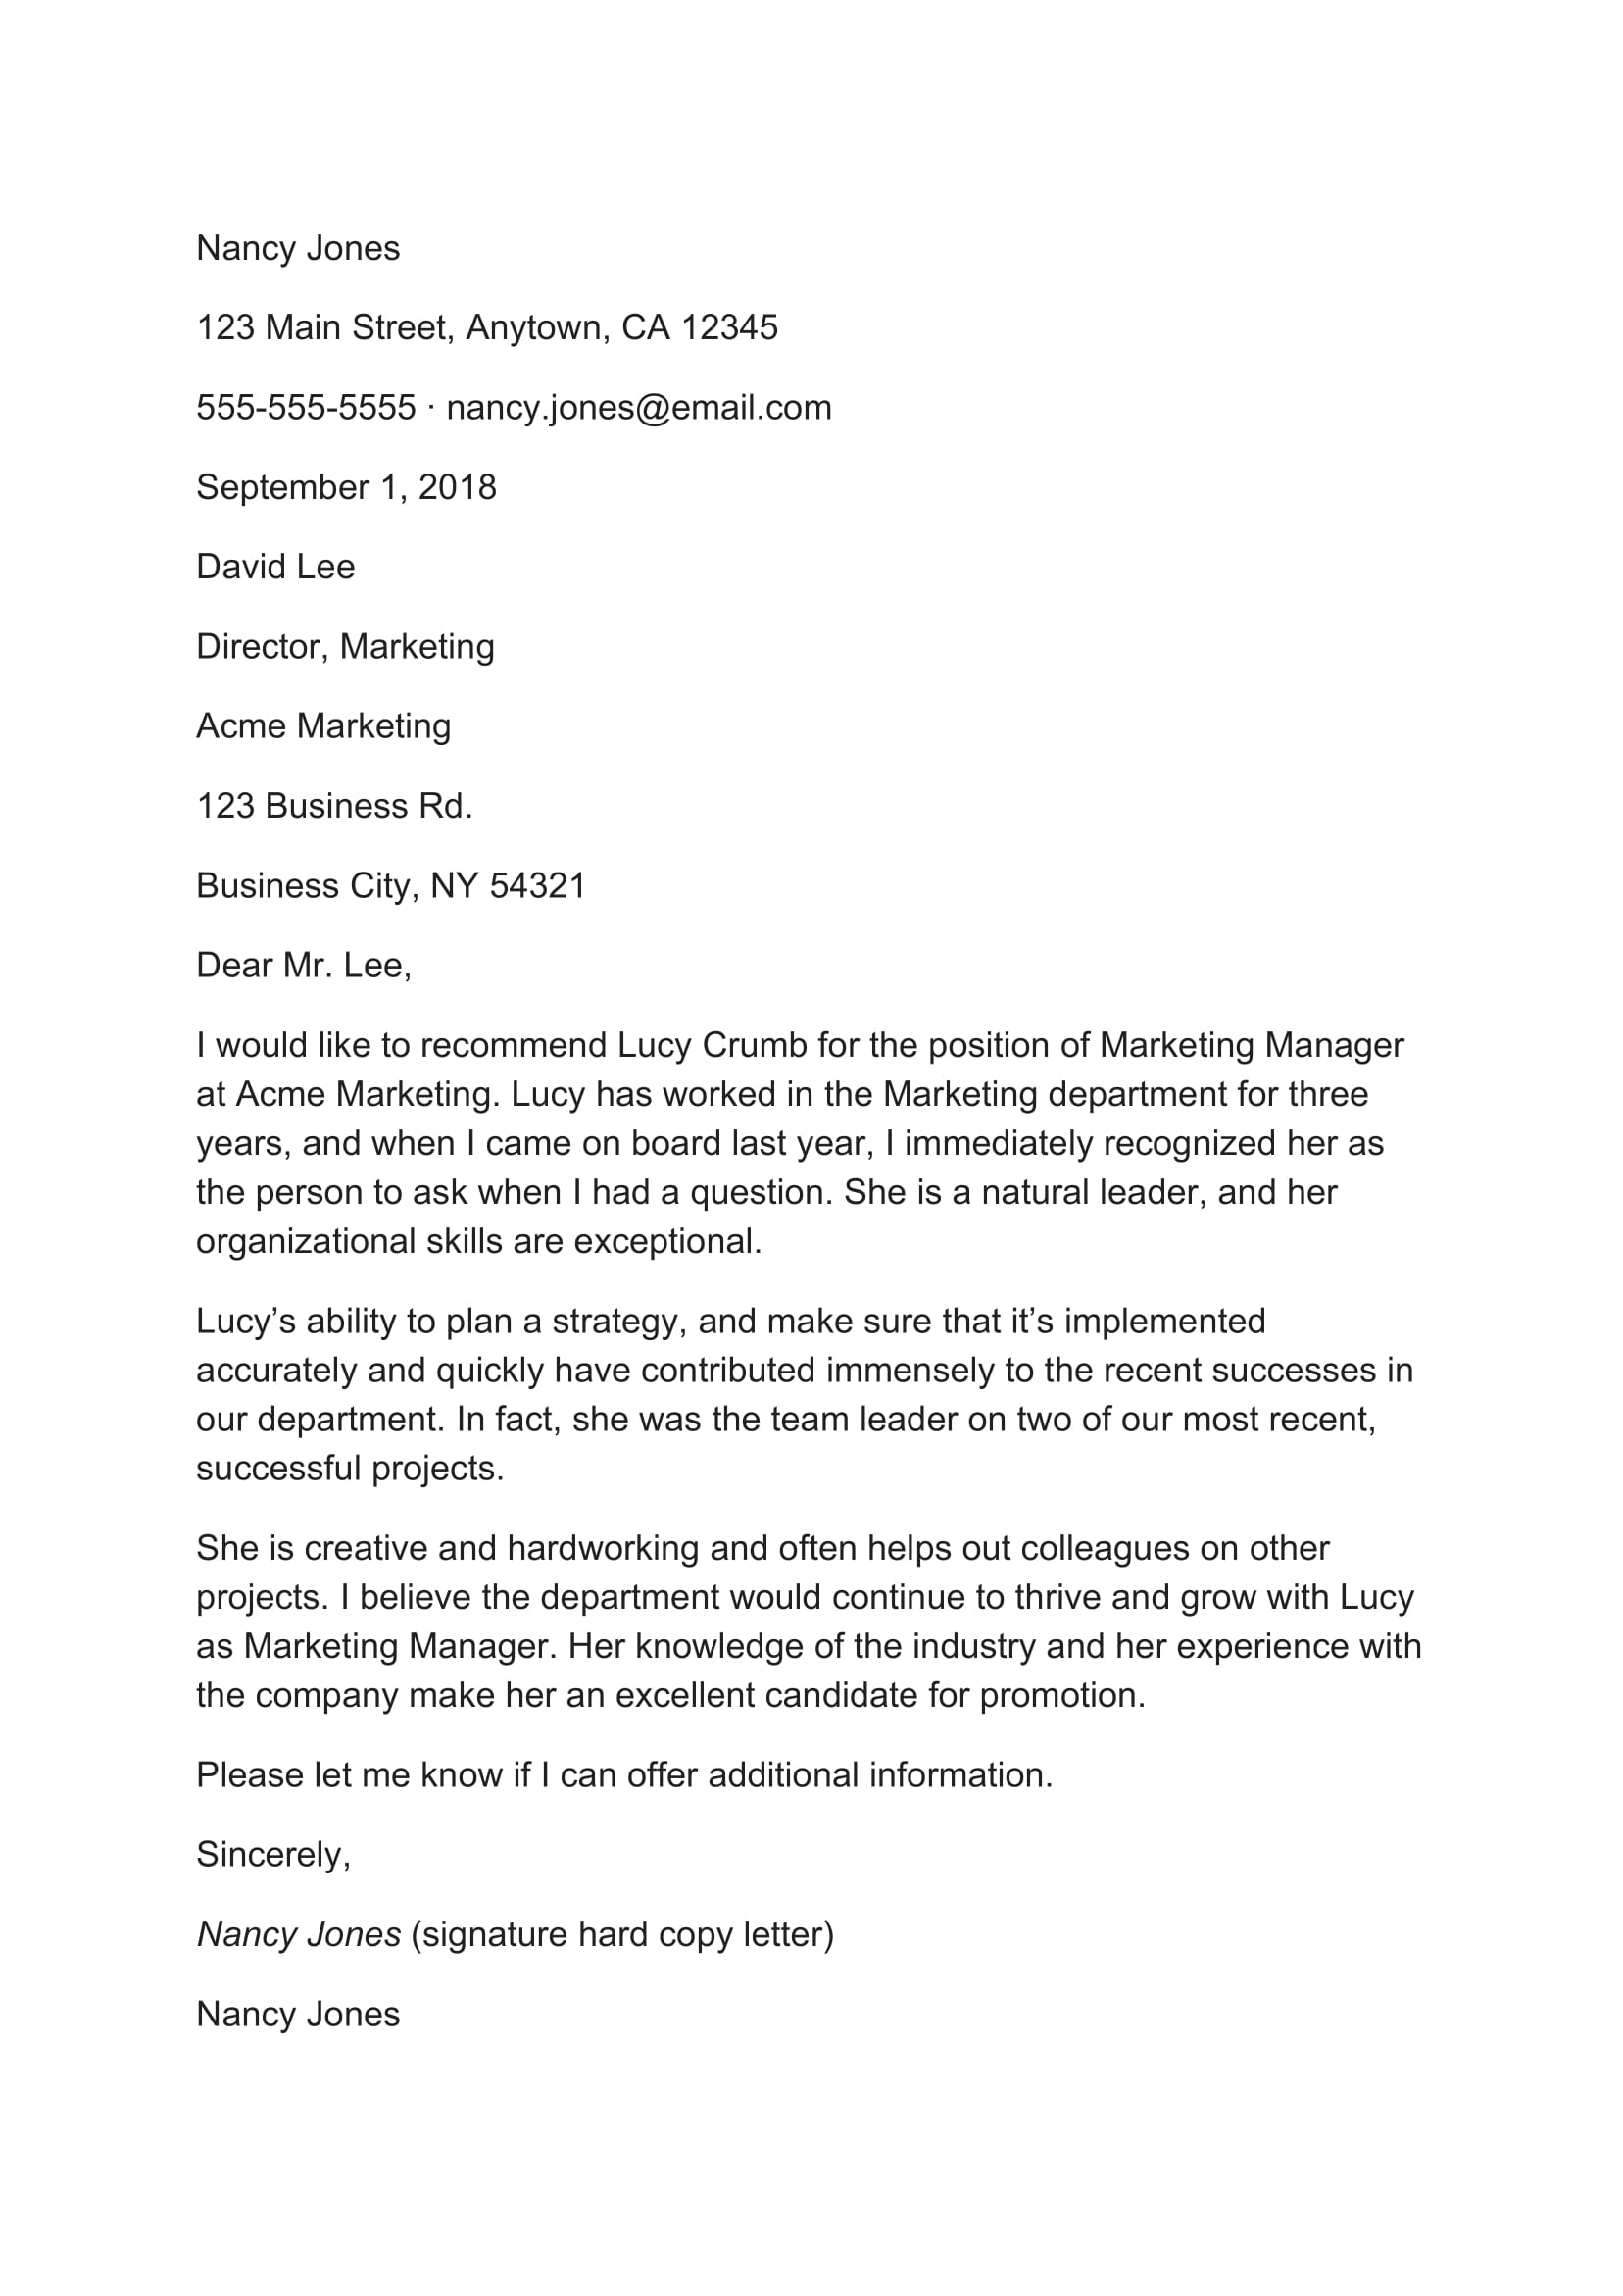 Nancy Jones
123 Main Street, Anytown, CA 12345
555-555-5555 · nancy.jones@email.com
September 1, 2018
David Lee
Director, Marketing
Acme Marketing
123 Business Rd.
Business City, NY 54321
Dear Mr. Lee,
I would like to recommend Lucy Crumb for the position of Marketing Manager
at Acme Marketing. Lucy has worked in the Marketing department for three
years, and when I came on board last year, I immediately recognized her as
the person to ask when I had a question. She is a natural leader, and her
organizational skills are exceptional.
Lucy’s ability to plan a strategy, and make sure that it’s implemented
accurately and quickly have contributed immensely to the recent successes in
our department. In fact, she was the team leader on two of our most recent,
successful projects.
She is creative and hardworking and often helps out colleagues on other
projects. I believe the department would continue to thrive and grow with Lucy
as Marketing Manager. Her knowledge of the industry and her experience with
the company make her an excellent candidate for promotion.
Please let me know if I can offer additional information.
Sincerely,
Nancy Jones (signature hard copy letter)
Nancy Jones